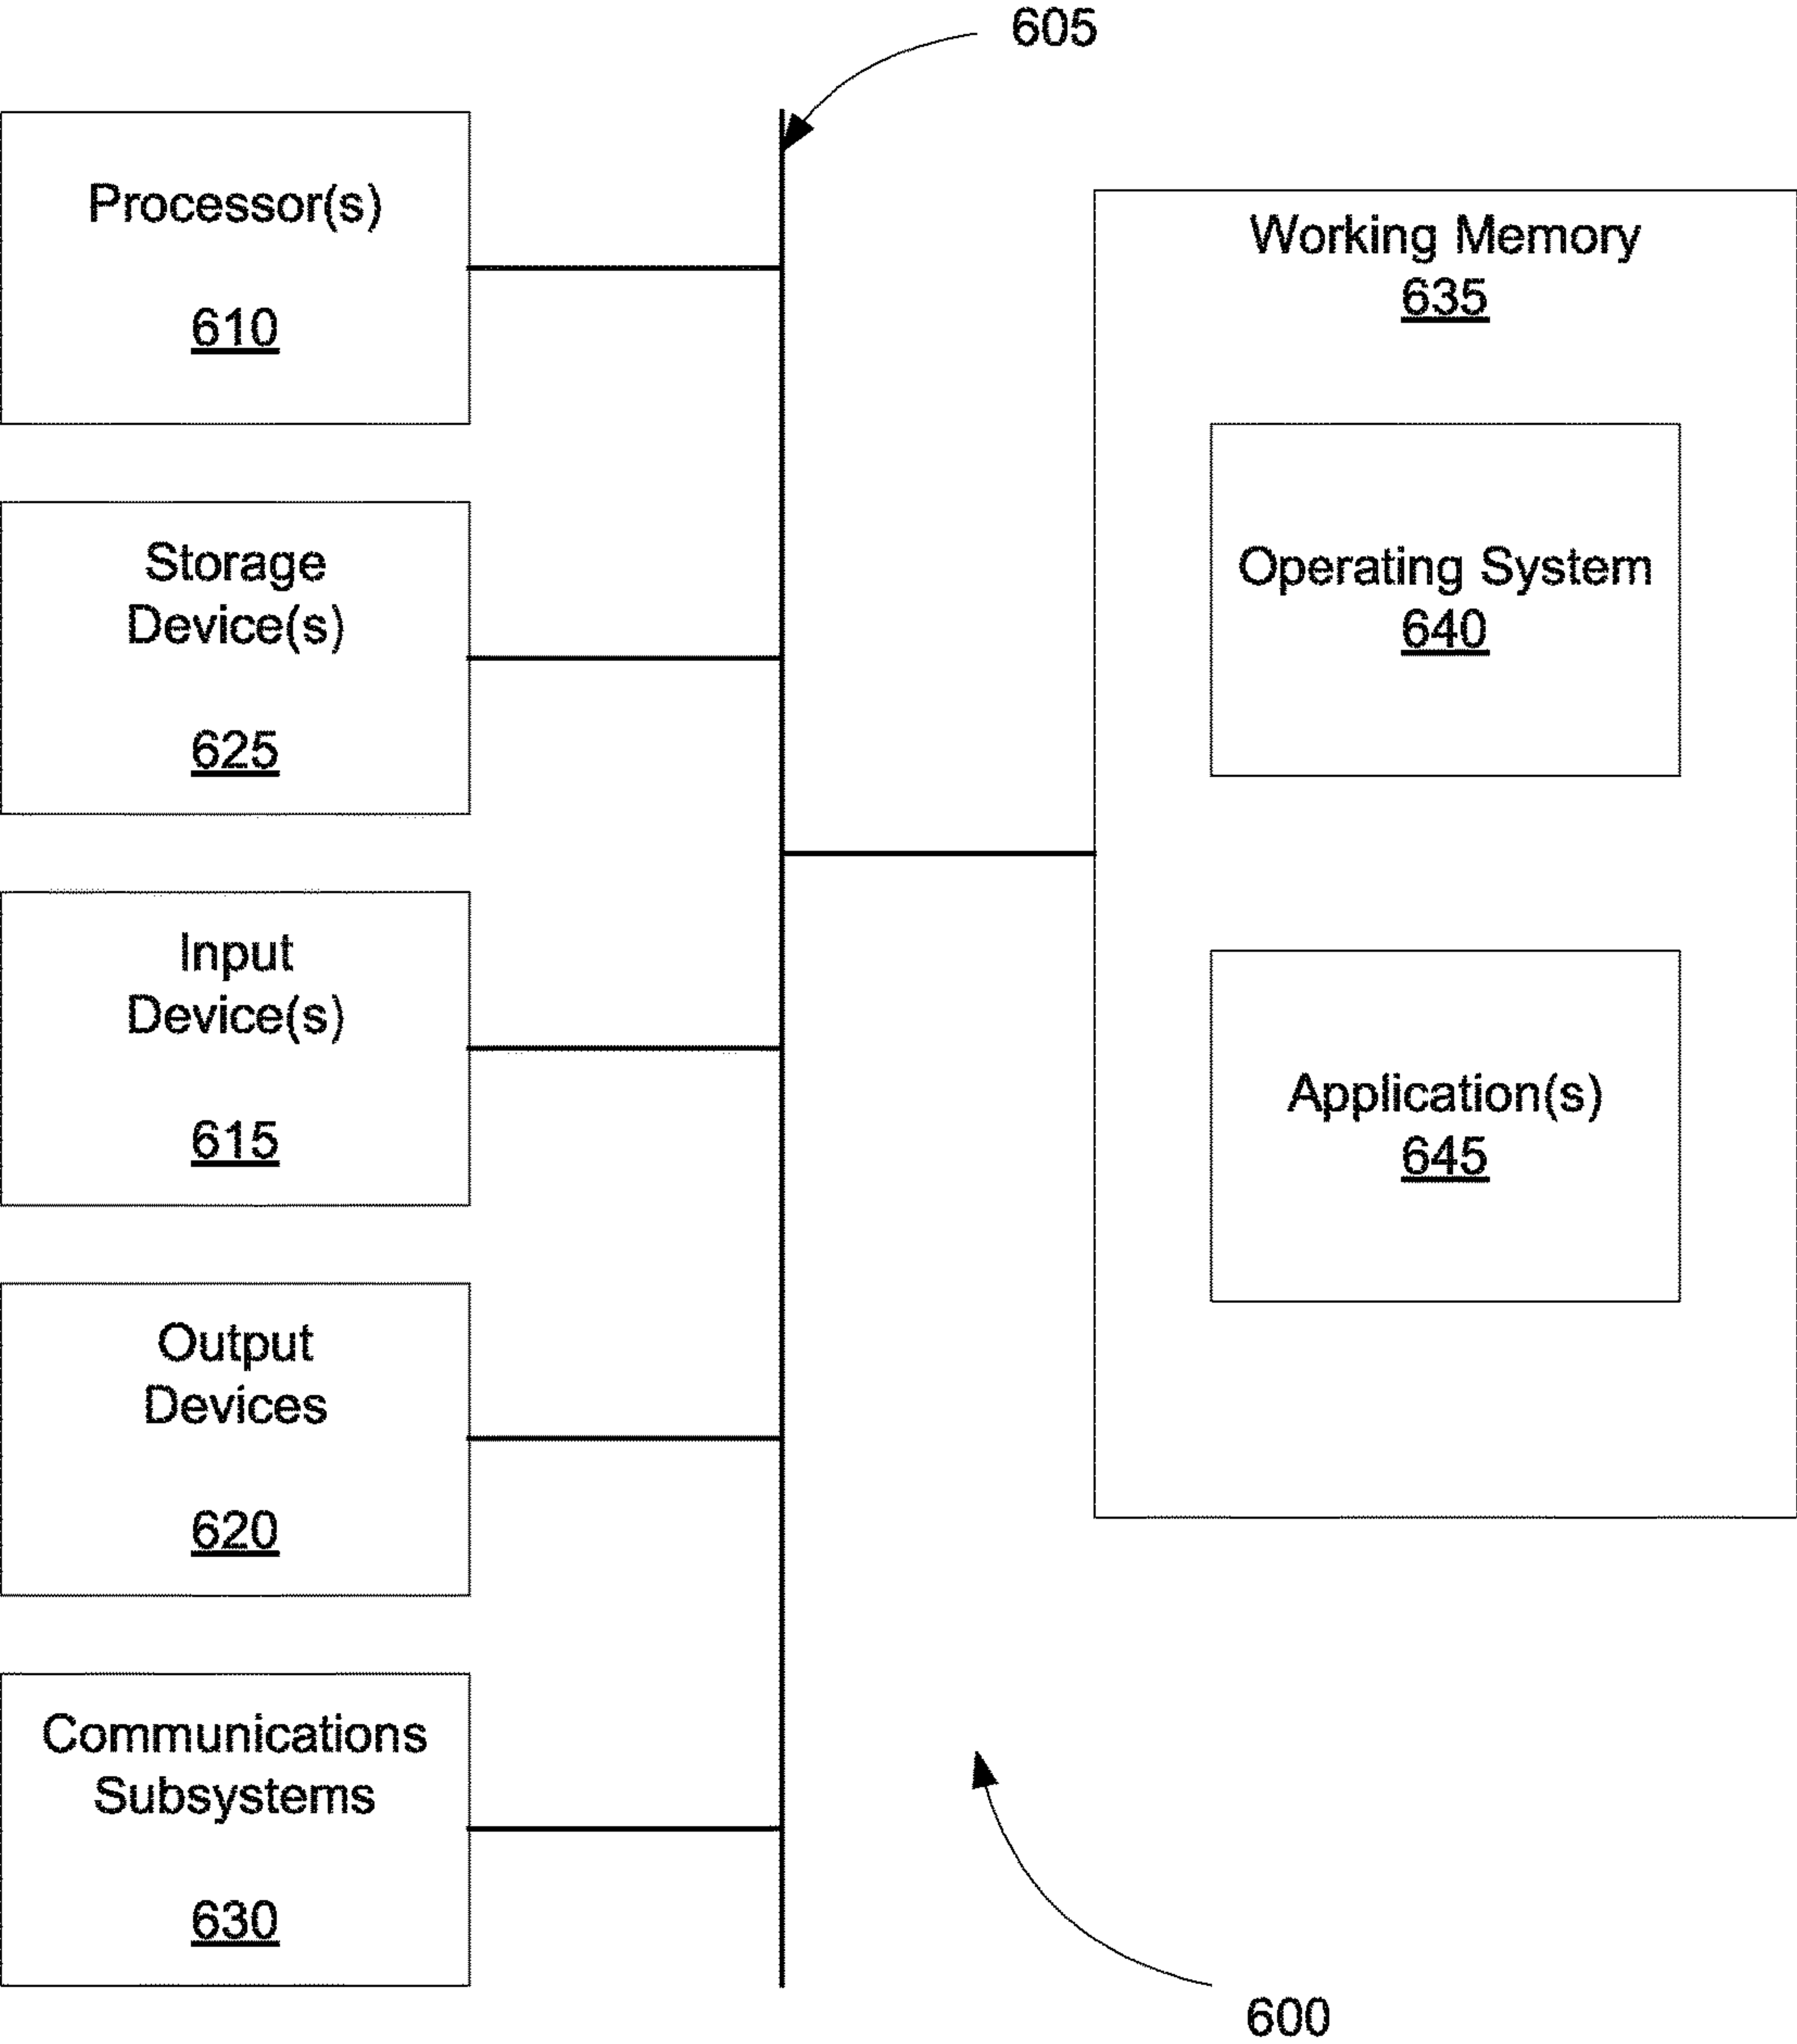 605
Processor(s)
610
Storage
Device(s)
625
Input
Device(s)
615
Output
Devices
620
Communications
Subsystems
630
Working Memory
635
Operating System
640
Application(s)
645
600